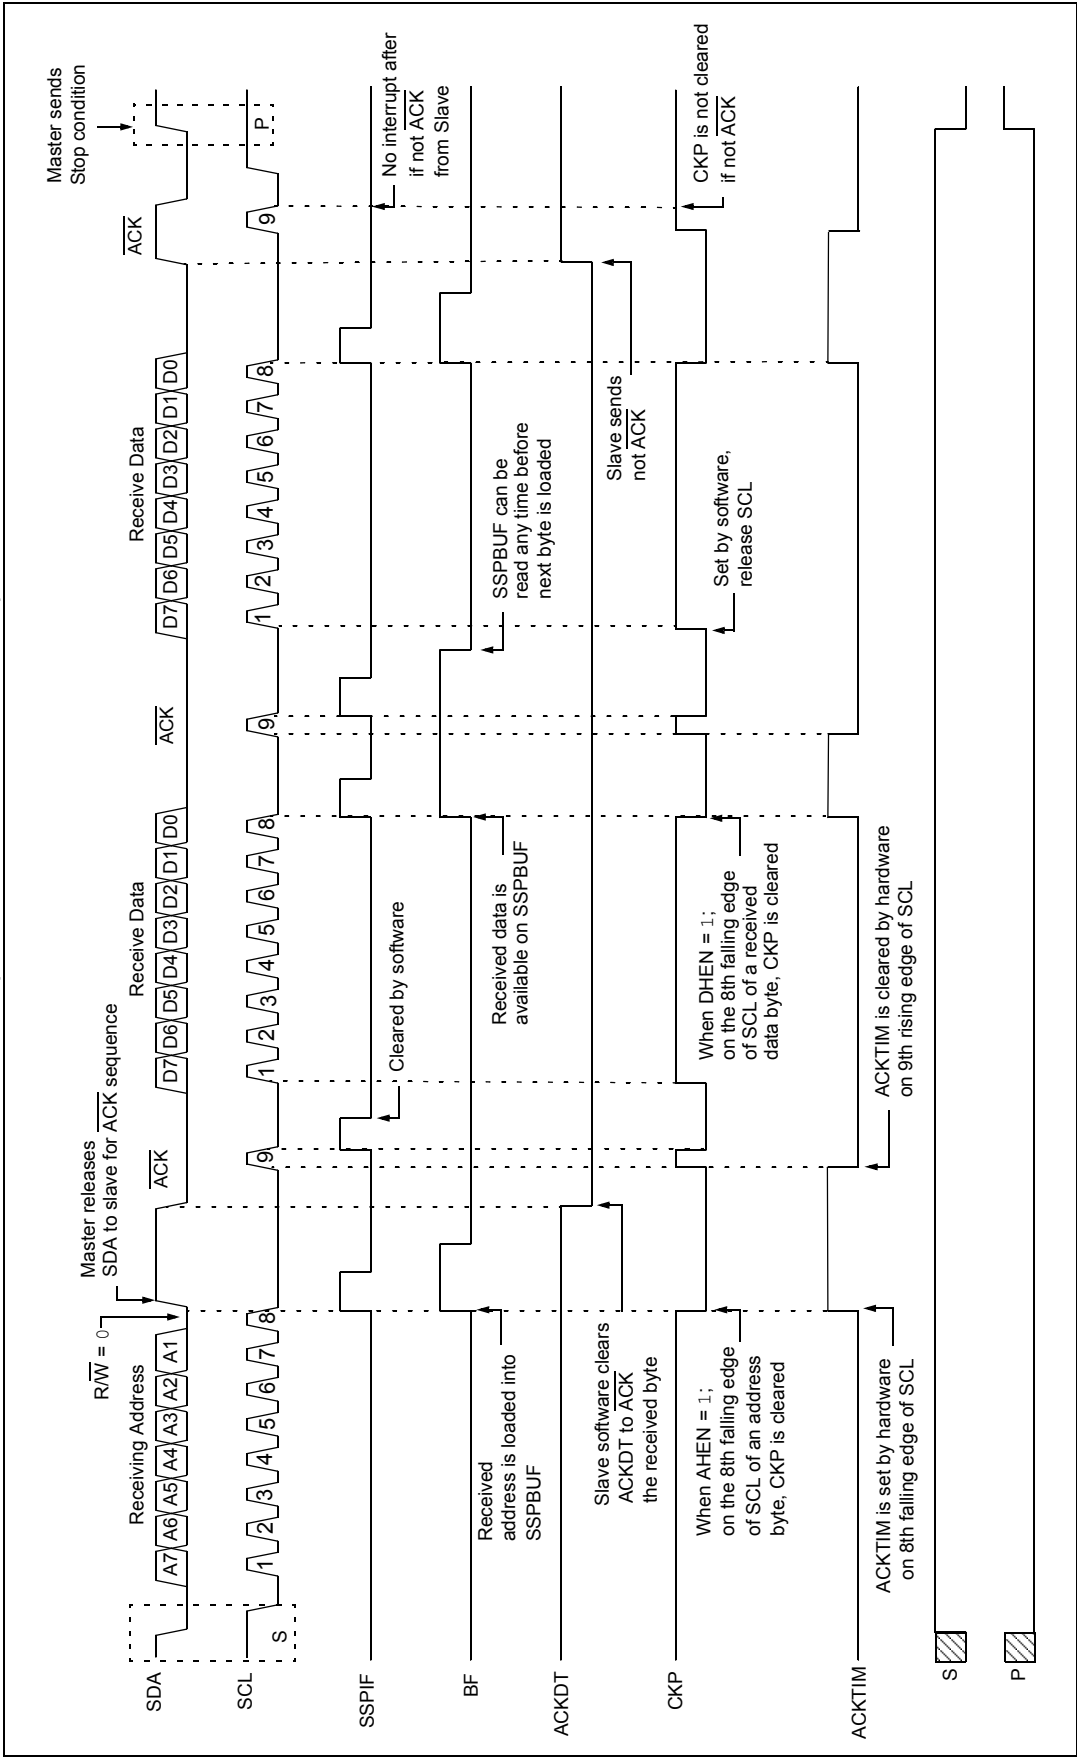 Master sends
Stop condition
Master releases
SDA to slave for A̅C̅K̅ sequence
R/W̅ = 0
Receiving Address
A̅C̅K̅
Receive Data
A̅C̅K̅
Receive Data
A̅C̅K̅
SDA
A7 A6 A5 A4 A3 A2 A1
D7 D6 D5 D4 D3 D2 D1 D0
D7 D6 D5 D4 D3 D2 D1 D0
SCL
S
1 2 3 4 5 6 7 8 9
1 2 3 4 5 6 7 8 9
1 2 3 4 5 6 7 8 9
P
SSPIF
Cleared by software
No interrupt after
if not A̅C̅K̅
from Slave
BF
Received
address is loaded into
SSPBUF
Received data is
available on SSPBUF
SSPBUF can be
read any time before
next byte is loaded
ACKDT
Slave software clears
ACKDT to A̅C̅K̅
the received byte
Slave sends
not A̅C̅K̅
CKP
When AHEN = 1;
on the 8th falling edge
of SCL of an address
byte, CKP is cleared
When DHEN = 1;
on the 8th falling edge
of SCL of a received
data byte, CKP is cleared
Set by software,
release SCL
CKP is not cleared
if not A̅C̅K̅
ACKTIM
ACKTIM is set by hardware
on 8th falling edge of SCL
ACKTIM is cleared by hardware
on 9th rising edge of SCL
S
P